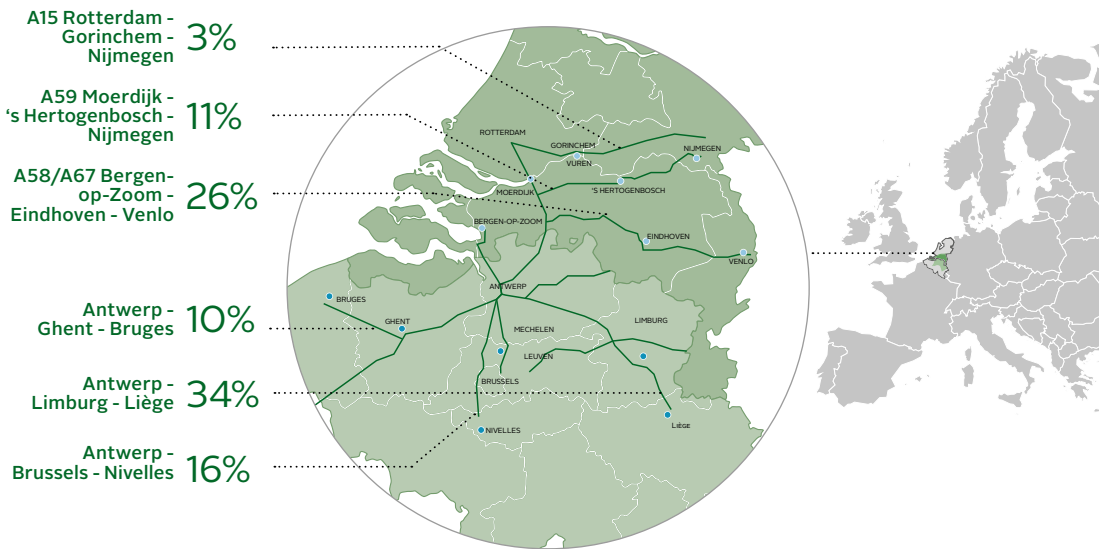 A15 Rotterdam -
Gorinchem -
Nijmegen
3%
A59 Moerdijk -
‘s Hertogenbosch -
Nijmegen
11%
A58/A67 Bergen-
op-Zoom -
Eindhoven - Venlo
26%
Antwerp -
Ghent - Bruges
10%
Antwerp -
Limburg - Liège
34%
Antwerp -
Brussels - Nivelles
16%
ROTTERDAM
GORINCHEM
VUREN
NIJMEGEN
MOERDIJK
'S HERTOGENBOSCH
BERGEN-OP-ZOOM
EINDHOVEN
VENLO
ANTWERP
BRUGES
GHENT
MECHELEN
LIMBURG
LEUVEN
BRUSSELS
NIVELLES
LIÈGE